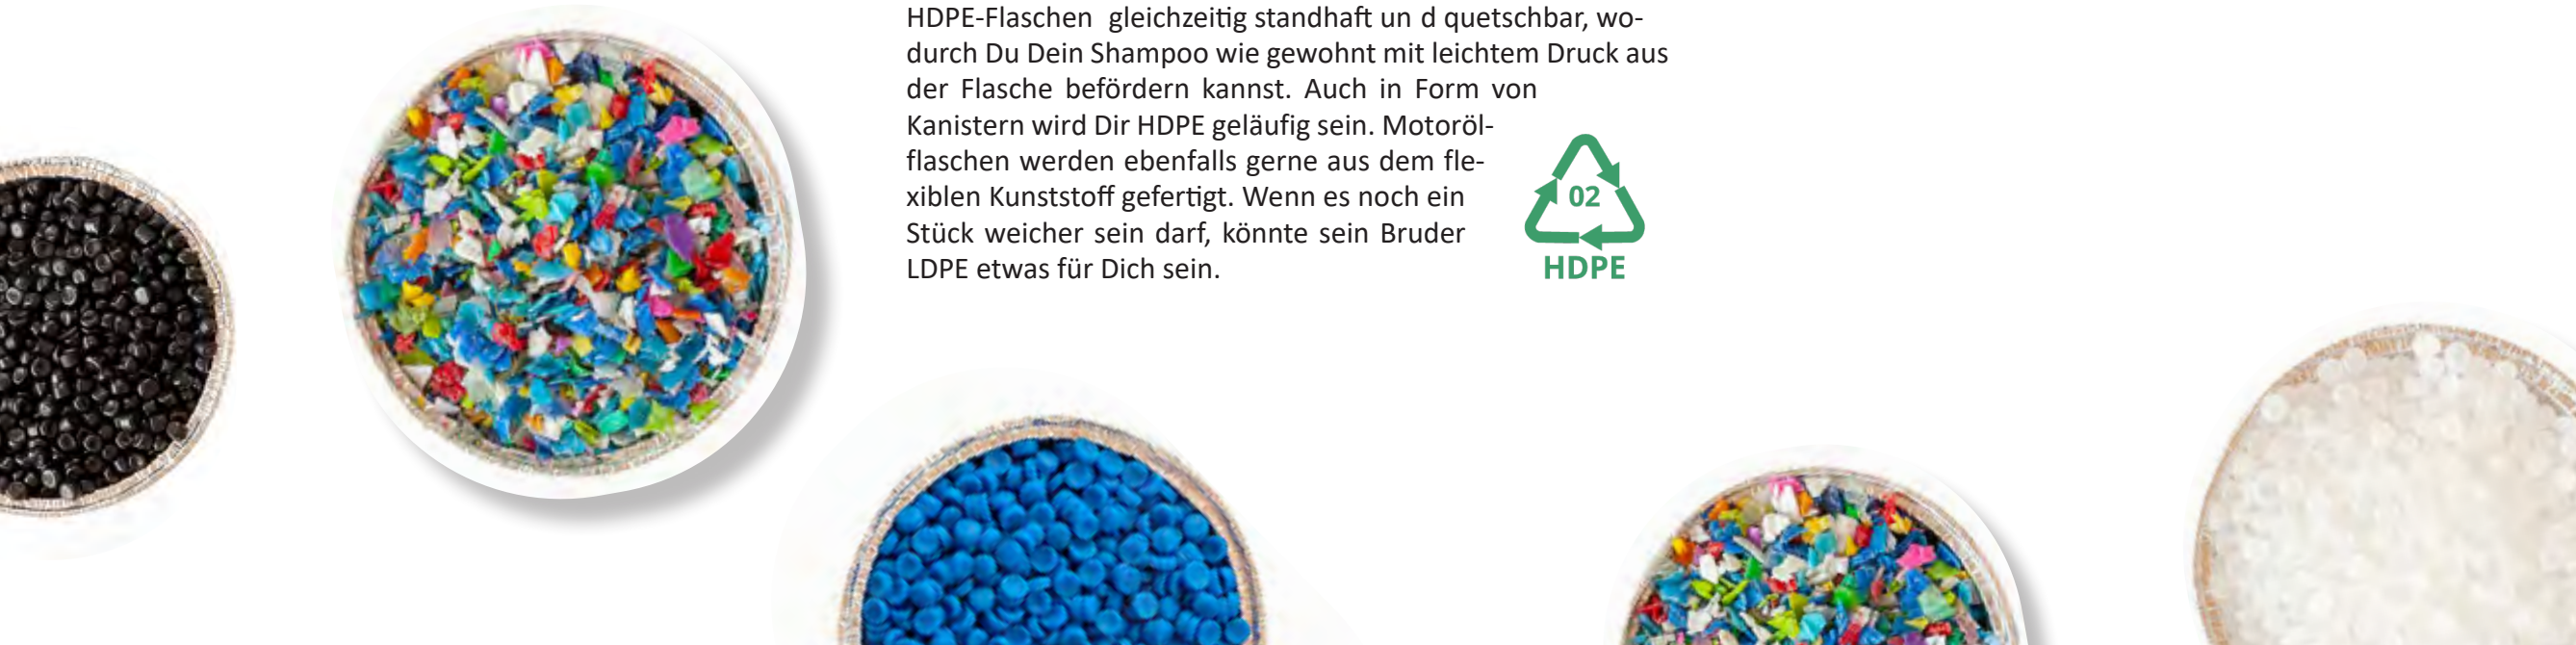 HDPE-Flaschen gleichzeitig standhaft un d quetschbar, wo-
durch Du Dein Shampoo wie gewohnt mit leichtem Druck aus
der Flasche befördern kannst. Auch in Form von
Kanistern wird Dir HDPE geläufig sein. Motoröl-
flaschen werden ebenfalls gerne aus dem fle-
xiblen Kunststoff gefertigt. Wenn es noch ein
Stück weicher sein darf, könnte sein Bruder
LDPE etwas für Dich sein.
02
HDPE